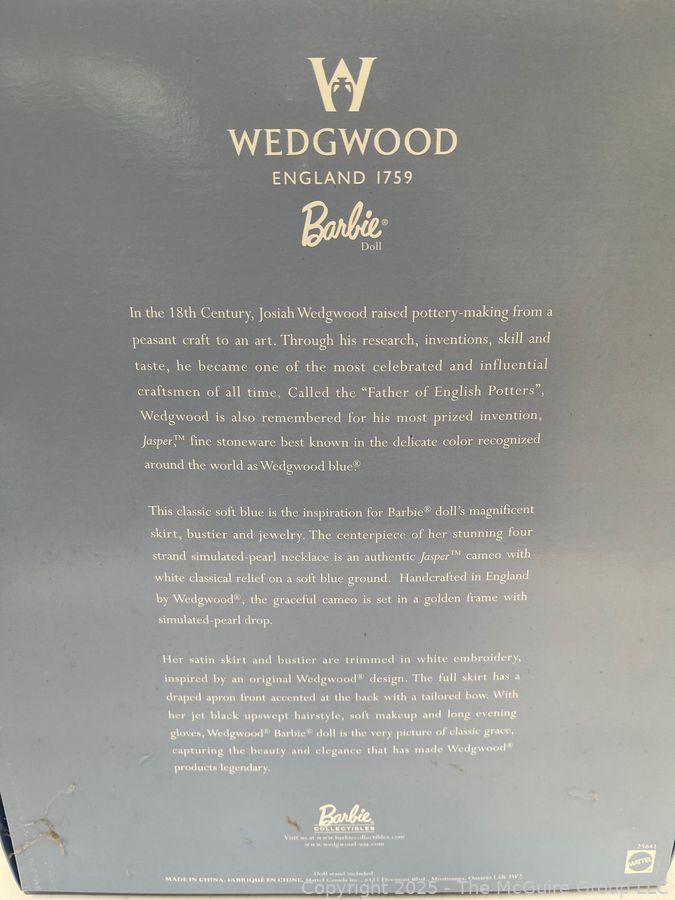 W
WEDGWOOD
ENGLAND 1759
Barbie®
Doll
In the 18th Century, Josiah Wedgwood raised pottery-making from a
peasant craft to an art. Through his research, inventions, skill and
taste, he became one of the most celebrated and influential
craftsmen of all time. Called the "Father of English Potters",
Wedgwood is also remembered for his most prized invention,
Jasper,™ fine stoneware best known in the delicate color recognized
around the world as Wedgwood blue.®
This classic soft blue is the inspiration for Barbie® doll's magnificent
skirt, bustier and jewelry. The centerpiece of her stunning four
strand simulated-pearl necklace is an authentic Jasper™ cameo with
white classical relief on a soft blue ground. Handcrafted in England
by Wedgwood®, the graceful cameo is set in a golden frame with
simulated-pearl drop.
Her satin skirt and bustier are trimmed in white embroidery,
inspired by an original Wedgwood® design. The full skirt has a
draped apron front accented at the back with a tailored bow. With
her jet black upswept hairstyle, soft makeup and long evening
gloves, Wedgwood® Barbie® doll is the very picture of classic grace,
capturing the beauty and elegance that has made Wedgwood®
products legendary.
Barbie
COLLECTIBLES
Visit us at www.barbiecollectibles.com
www.wedgwood-usa.com
25641
MATTEL
Doll stand included.
MADE IN CHINA. FABRIQUÉ EN CHINE. Mattel Canada Inc., Mississauga, Ontario L5R 3W2
Copyright 2025 - The McGuire Group LLC